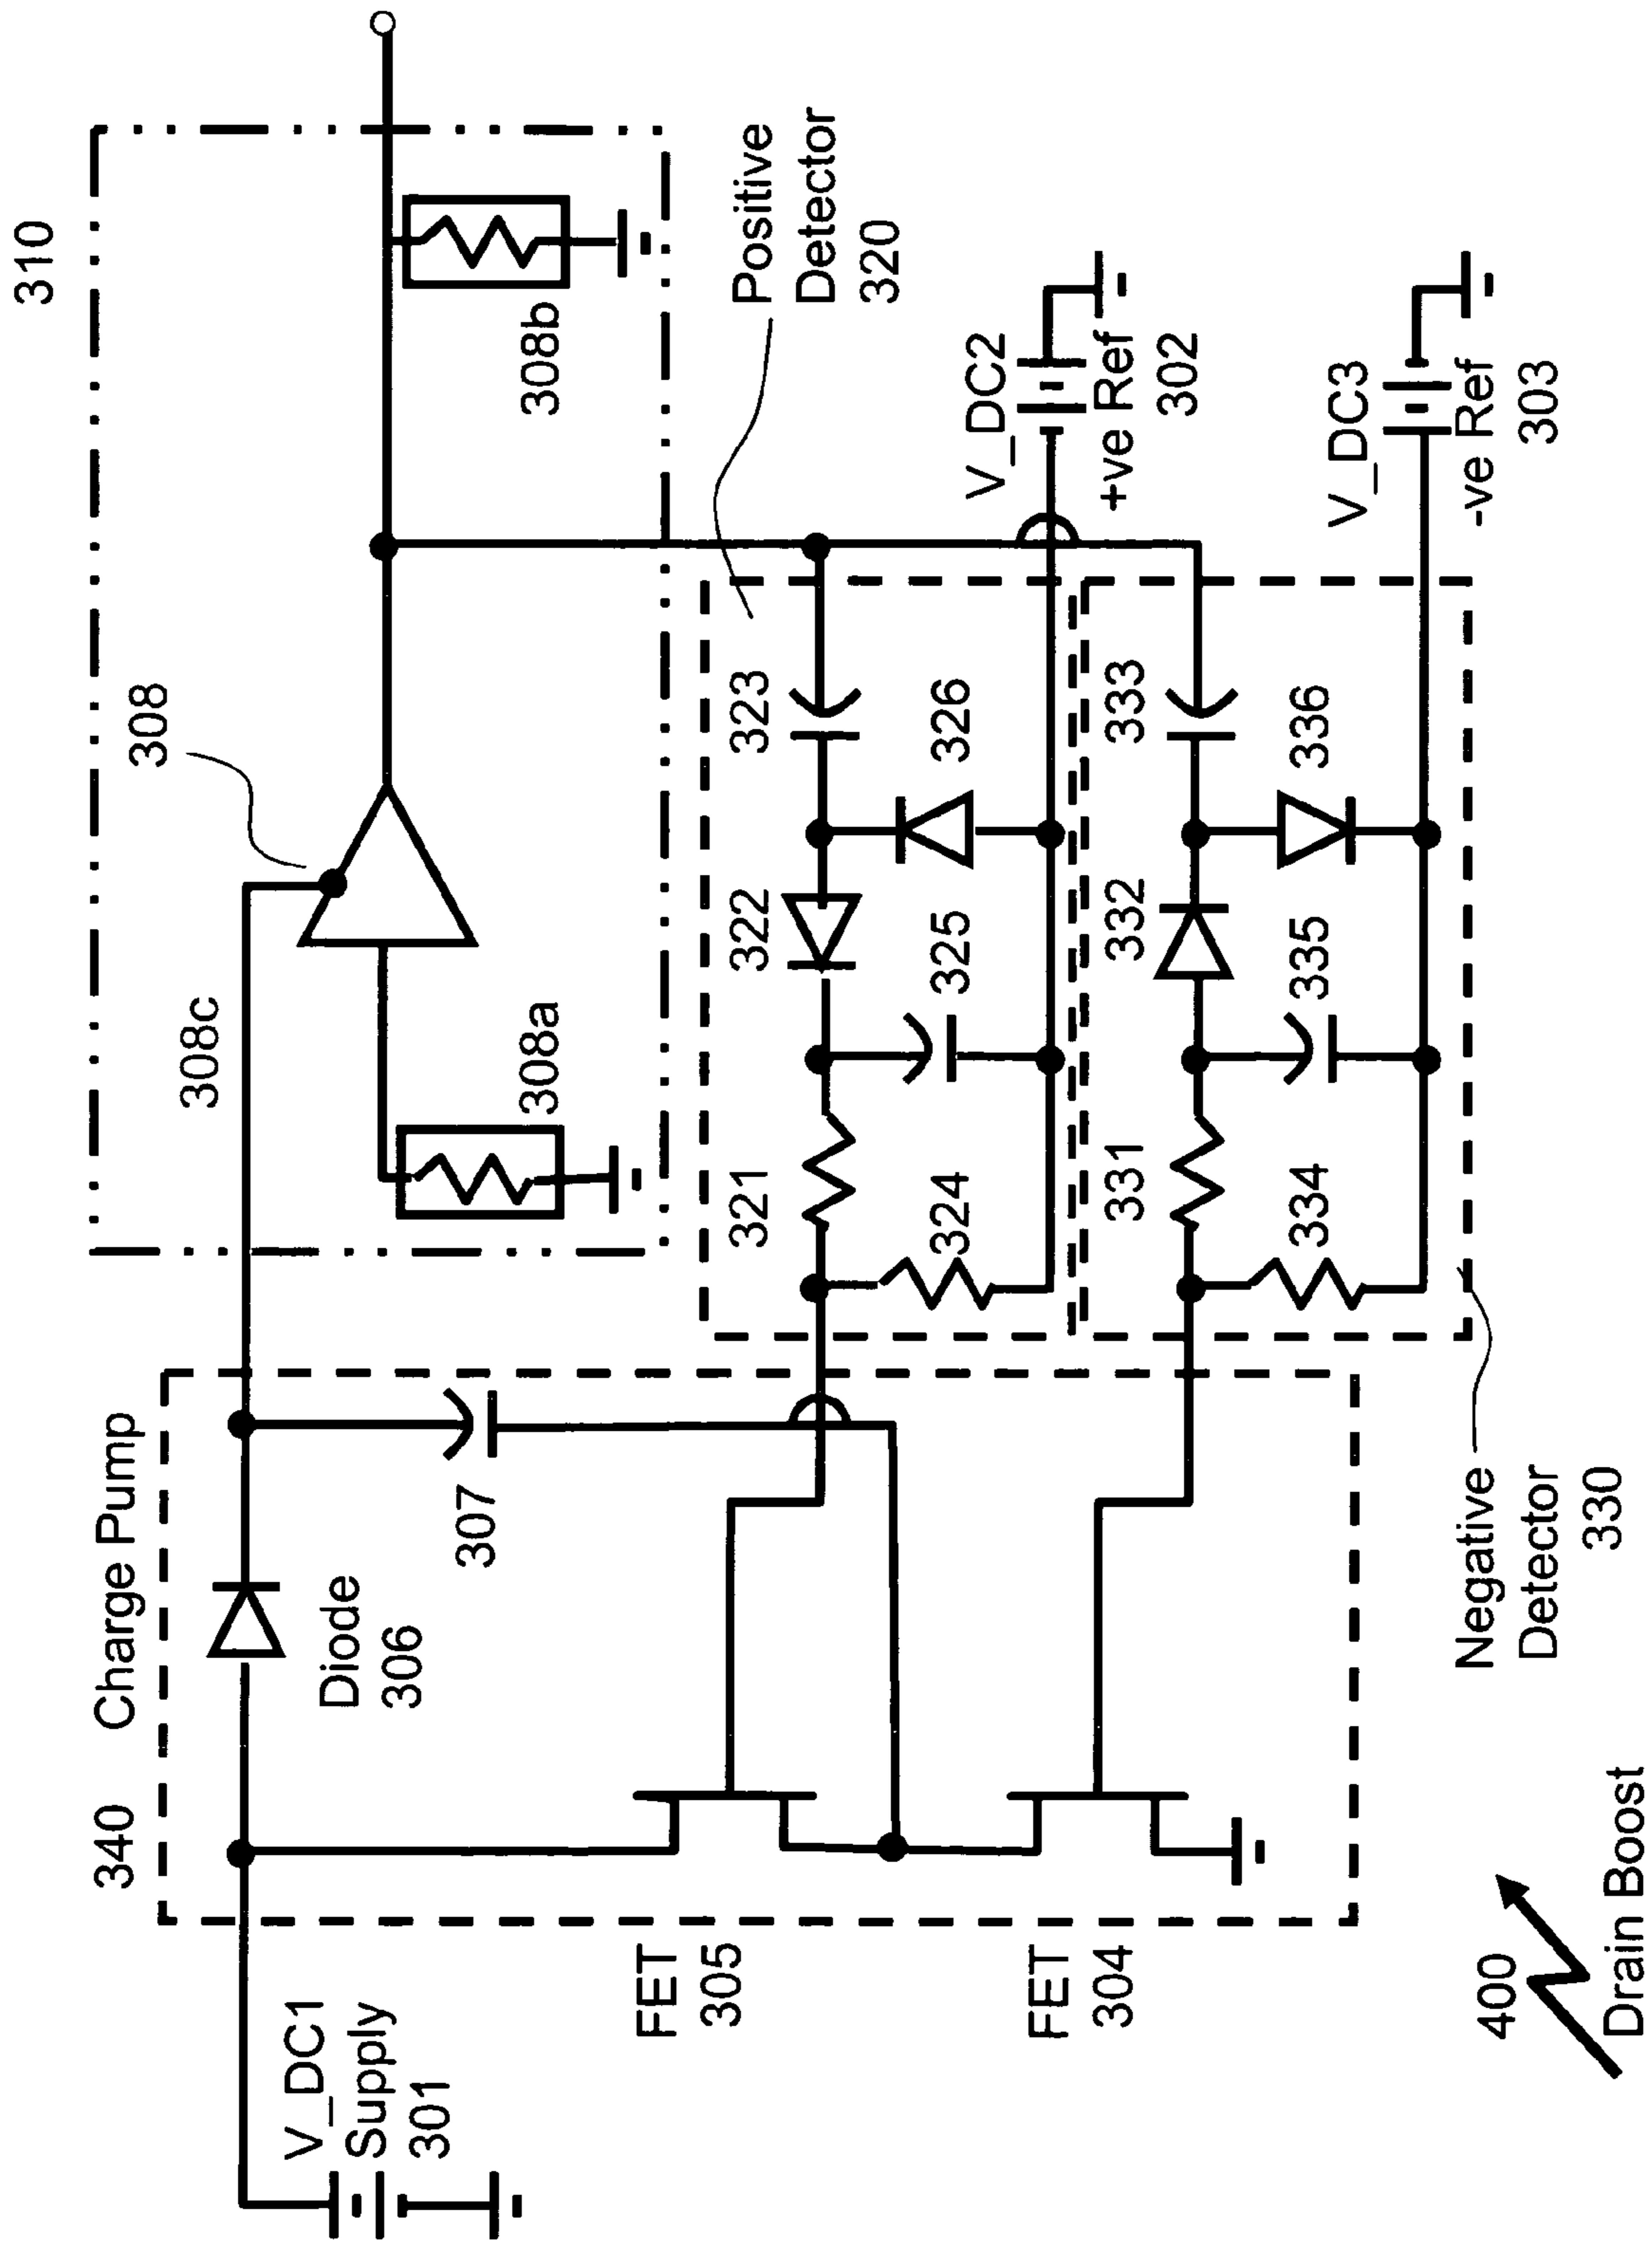 310
308
308c
308b
308a
340 Charge Pump
Diode
306
307
V_DC1
Supply
301
FET
305
FET
304
Positive
Detector
320
323
322
321
326
325
324
V_DC2
+ve Ref
302
333
332
331
336
335
334
V_DC3
-ve Ref
303
Negative
Detector
330
400
Drain Boost